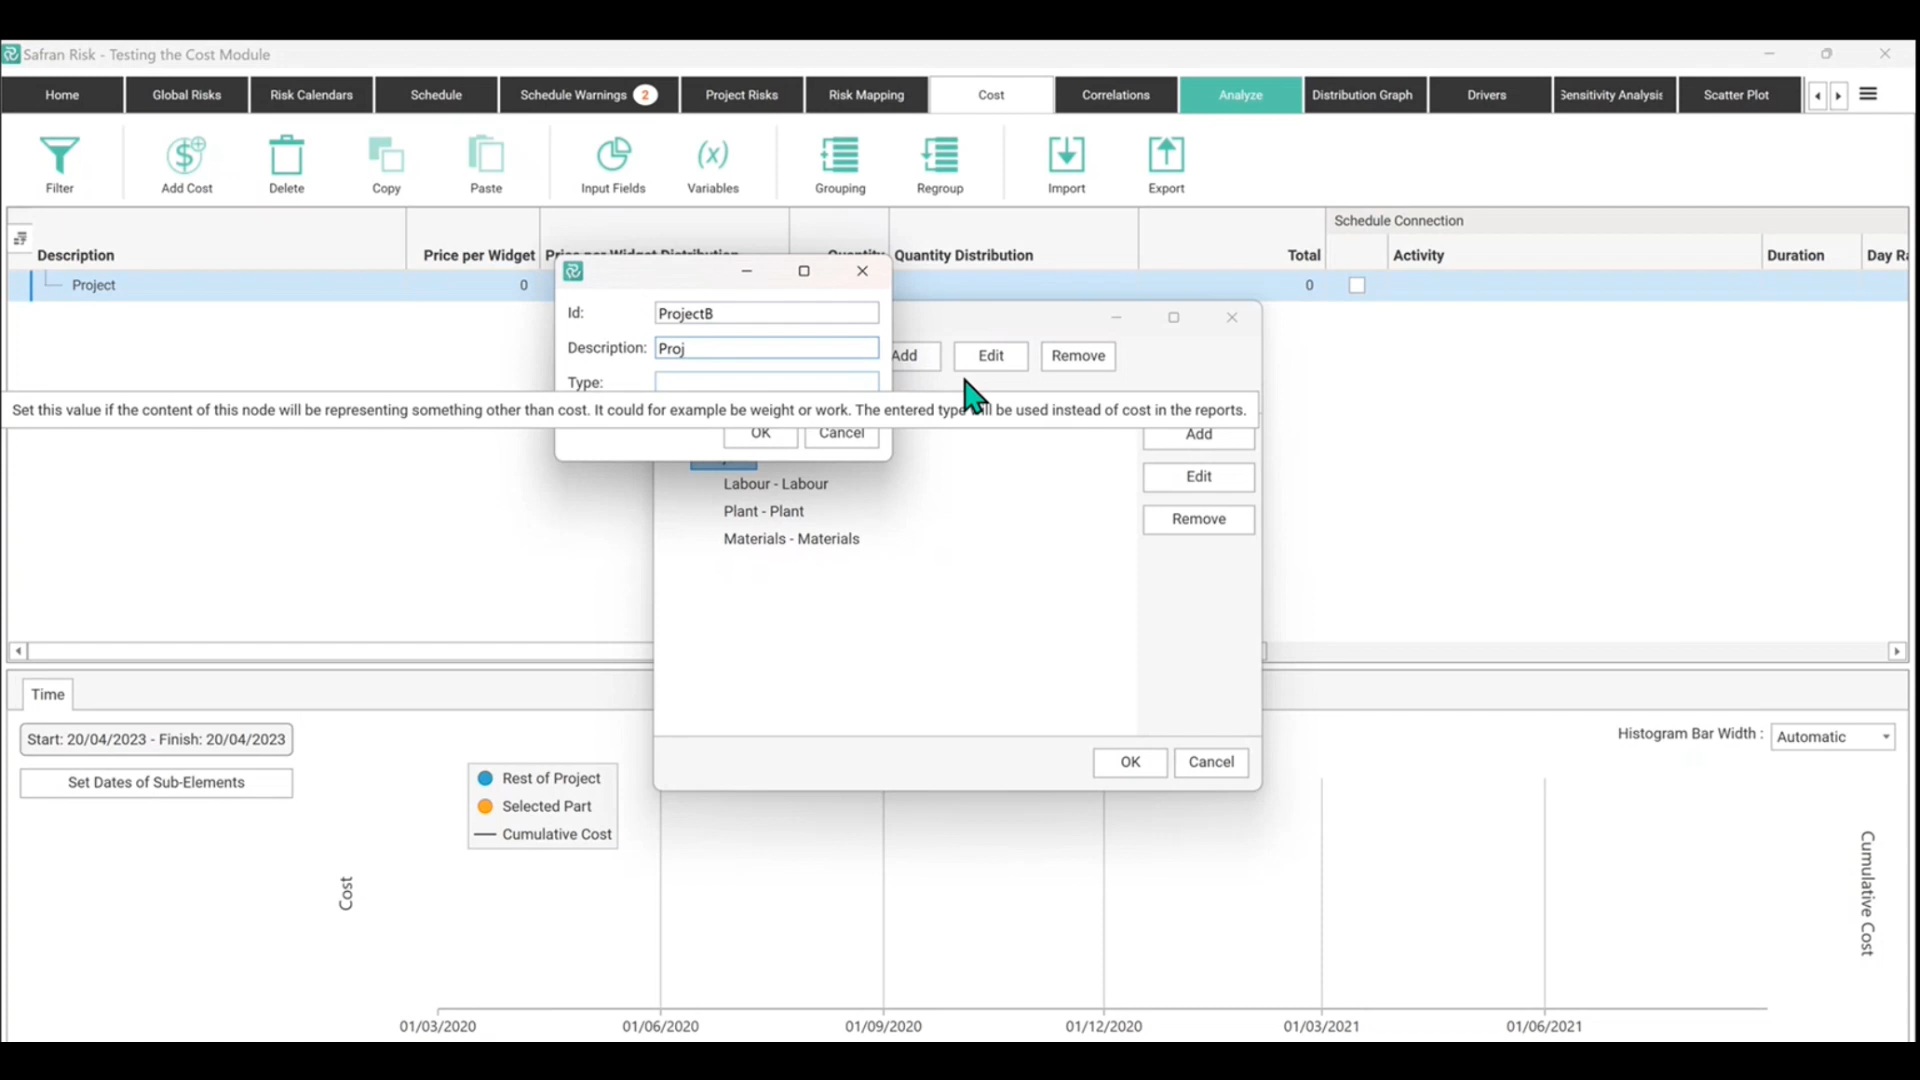 Safran Risk - Testing the Cost Module
Home
Global Risks
Risk Calendars
Schedule
Schedule Warnings 2
Project Risks
Risk Mapping
Cost
Correlations
Analyze
Distribution Graph
Drivers
Sensitivity Analysis
Scatter Plot
Filter
Add Cost
Delete
Copy
Paste
Input Fields
(x)
Variables
Grouping
Regroup
Import
Export
Schedule Connection
Description
Price per Widget
Price per Widget Distribution
Quantity
Quantity Distribution
Total
Activity
Duration
Day Ra
Project
0
0
Id:
ProjectB
Description:
Proj
Type:
Add
Edit
Remove
Set this value if the content of this node will be representing something other than cost. It could for example be weight or work. The entered type will be used instead of cost in the reports.
OK
Cancel
Add
Edit
Remove
Labour - Labour
Plant - Plant
Materials - Materials
OK
Cancel
Time
Start: 20/04/2023 - Finish: 20/04/2023
Set Dates of Sub-Elements
Histogram Bar Width :
Automatic
Rest of Project
Selected Part
Cumulative Cost
Cost
Cumulative Cost
01/03/2020
01/06/2020
01/09/2020
01/12/2020
01/03/2021
01/06/2021